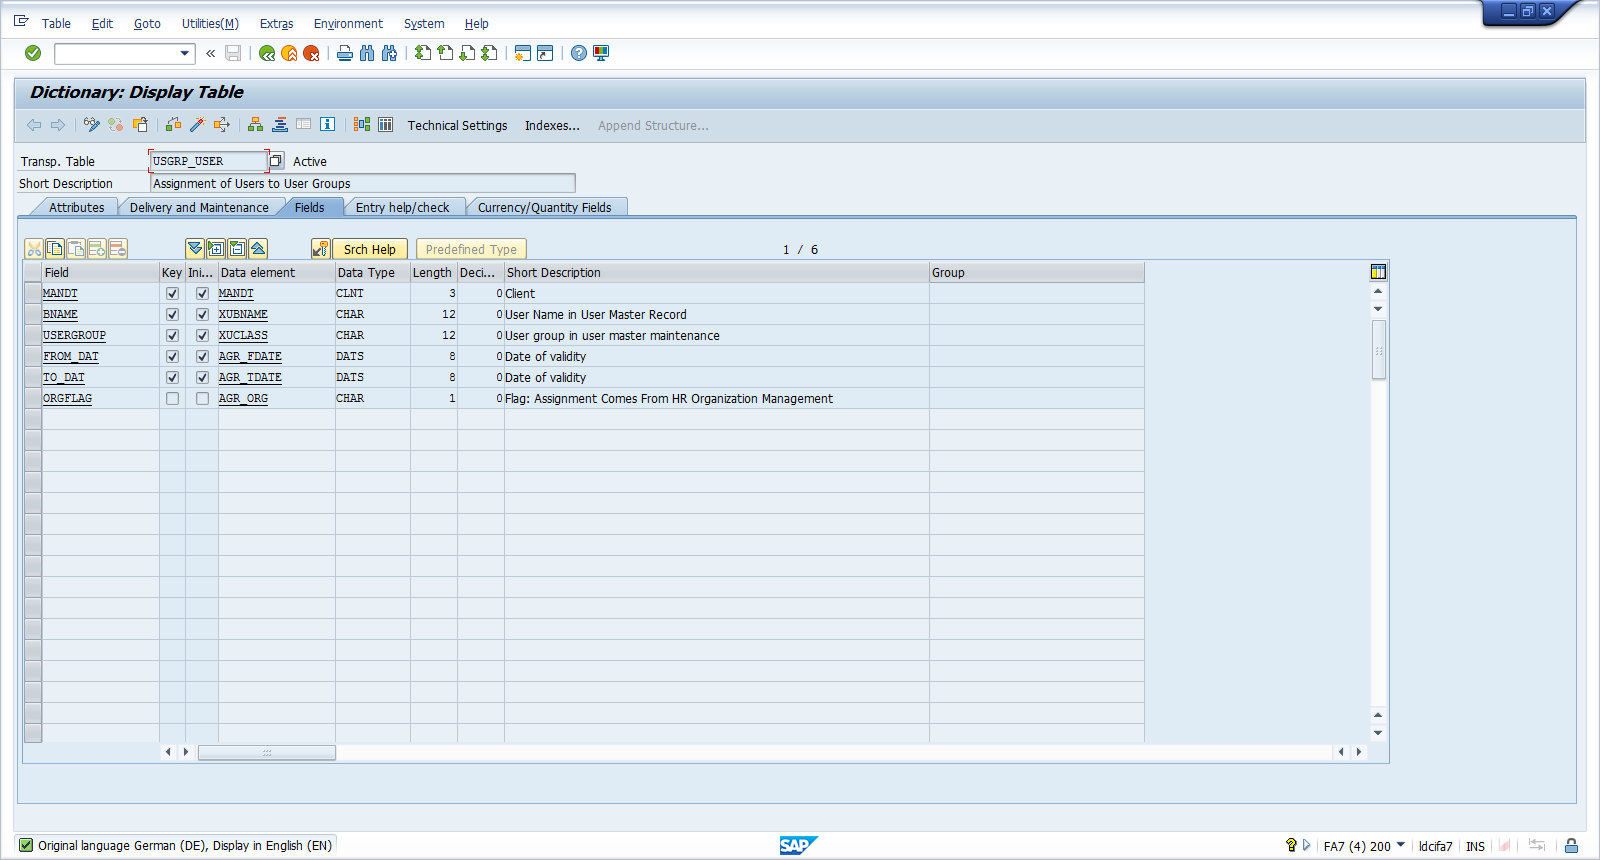 Table Edit Goto Utilities(M) Extras Environment System Help
Dictionary: Display Table
Technical Settings Indexes... Append Structure...
Transp. Table USGRP_USER Active
Short Description Assignment of Users to User Groups
Attributes Delivery and Maintenance Fields Entry help/check Currency/Quantity Fields
Srch Help Predefined Type 1 / 6
Field Key Ini... Data element Data Type Length Deci... Short Description Group
MANDT MANDT CLNT 3 0 Client
BNAME XUBNAME CHAR 12 0 User Name in User Master Record
USERGROUP XUCLASS CHAR 12 0 User group in user master maintenance
FROM_DAT AGR_FDATE DATS 8 0 Date of validity
TO_DAT AGR_TDATE DATS 8 0 Date of validity
ORGFLAG AGR_ORG CHAR 1 0 Flag: Assignment Comes From HR Organization Management
Original language German (DE), Display in English (EN) SAP FA7 (4) 200 ldcifa7 INS